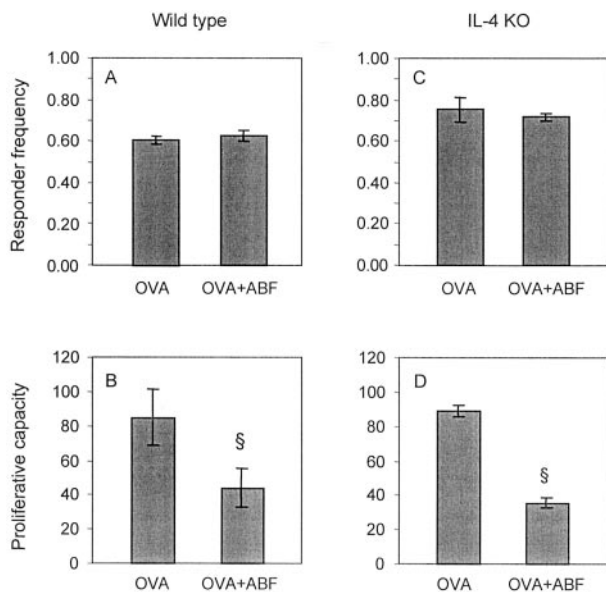 Wild type
IL-4 KO
Responder frequency
1.00
0.80
0.60
0.40
0.20
0.00
A
OVA
OVA+ABF
1.00
0.80
0.60
0.40
0.20
0.00
C
OVA
OVA+ABF
Proliferative capacity
120
100
80
60
40
20
0
B
§
OVA
OVA+ABF
120
100
80
60
40
20
0
D
§
OVA
OVA+ABF